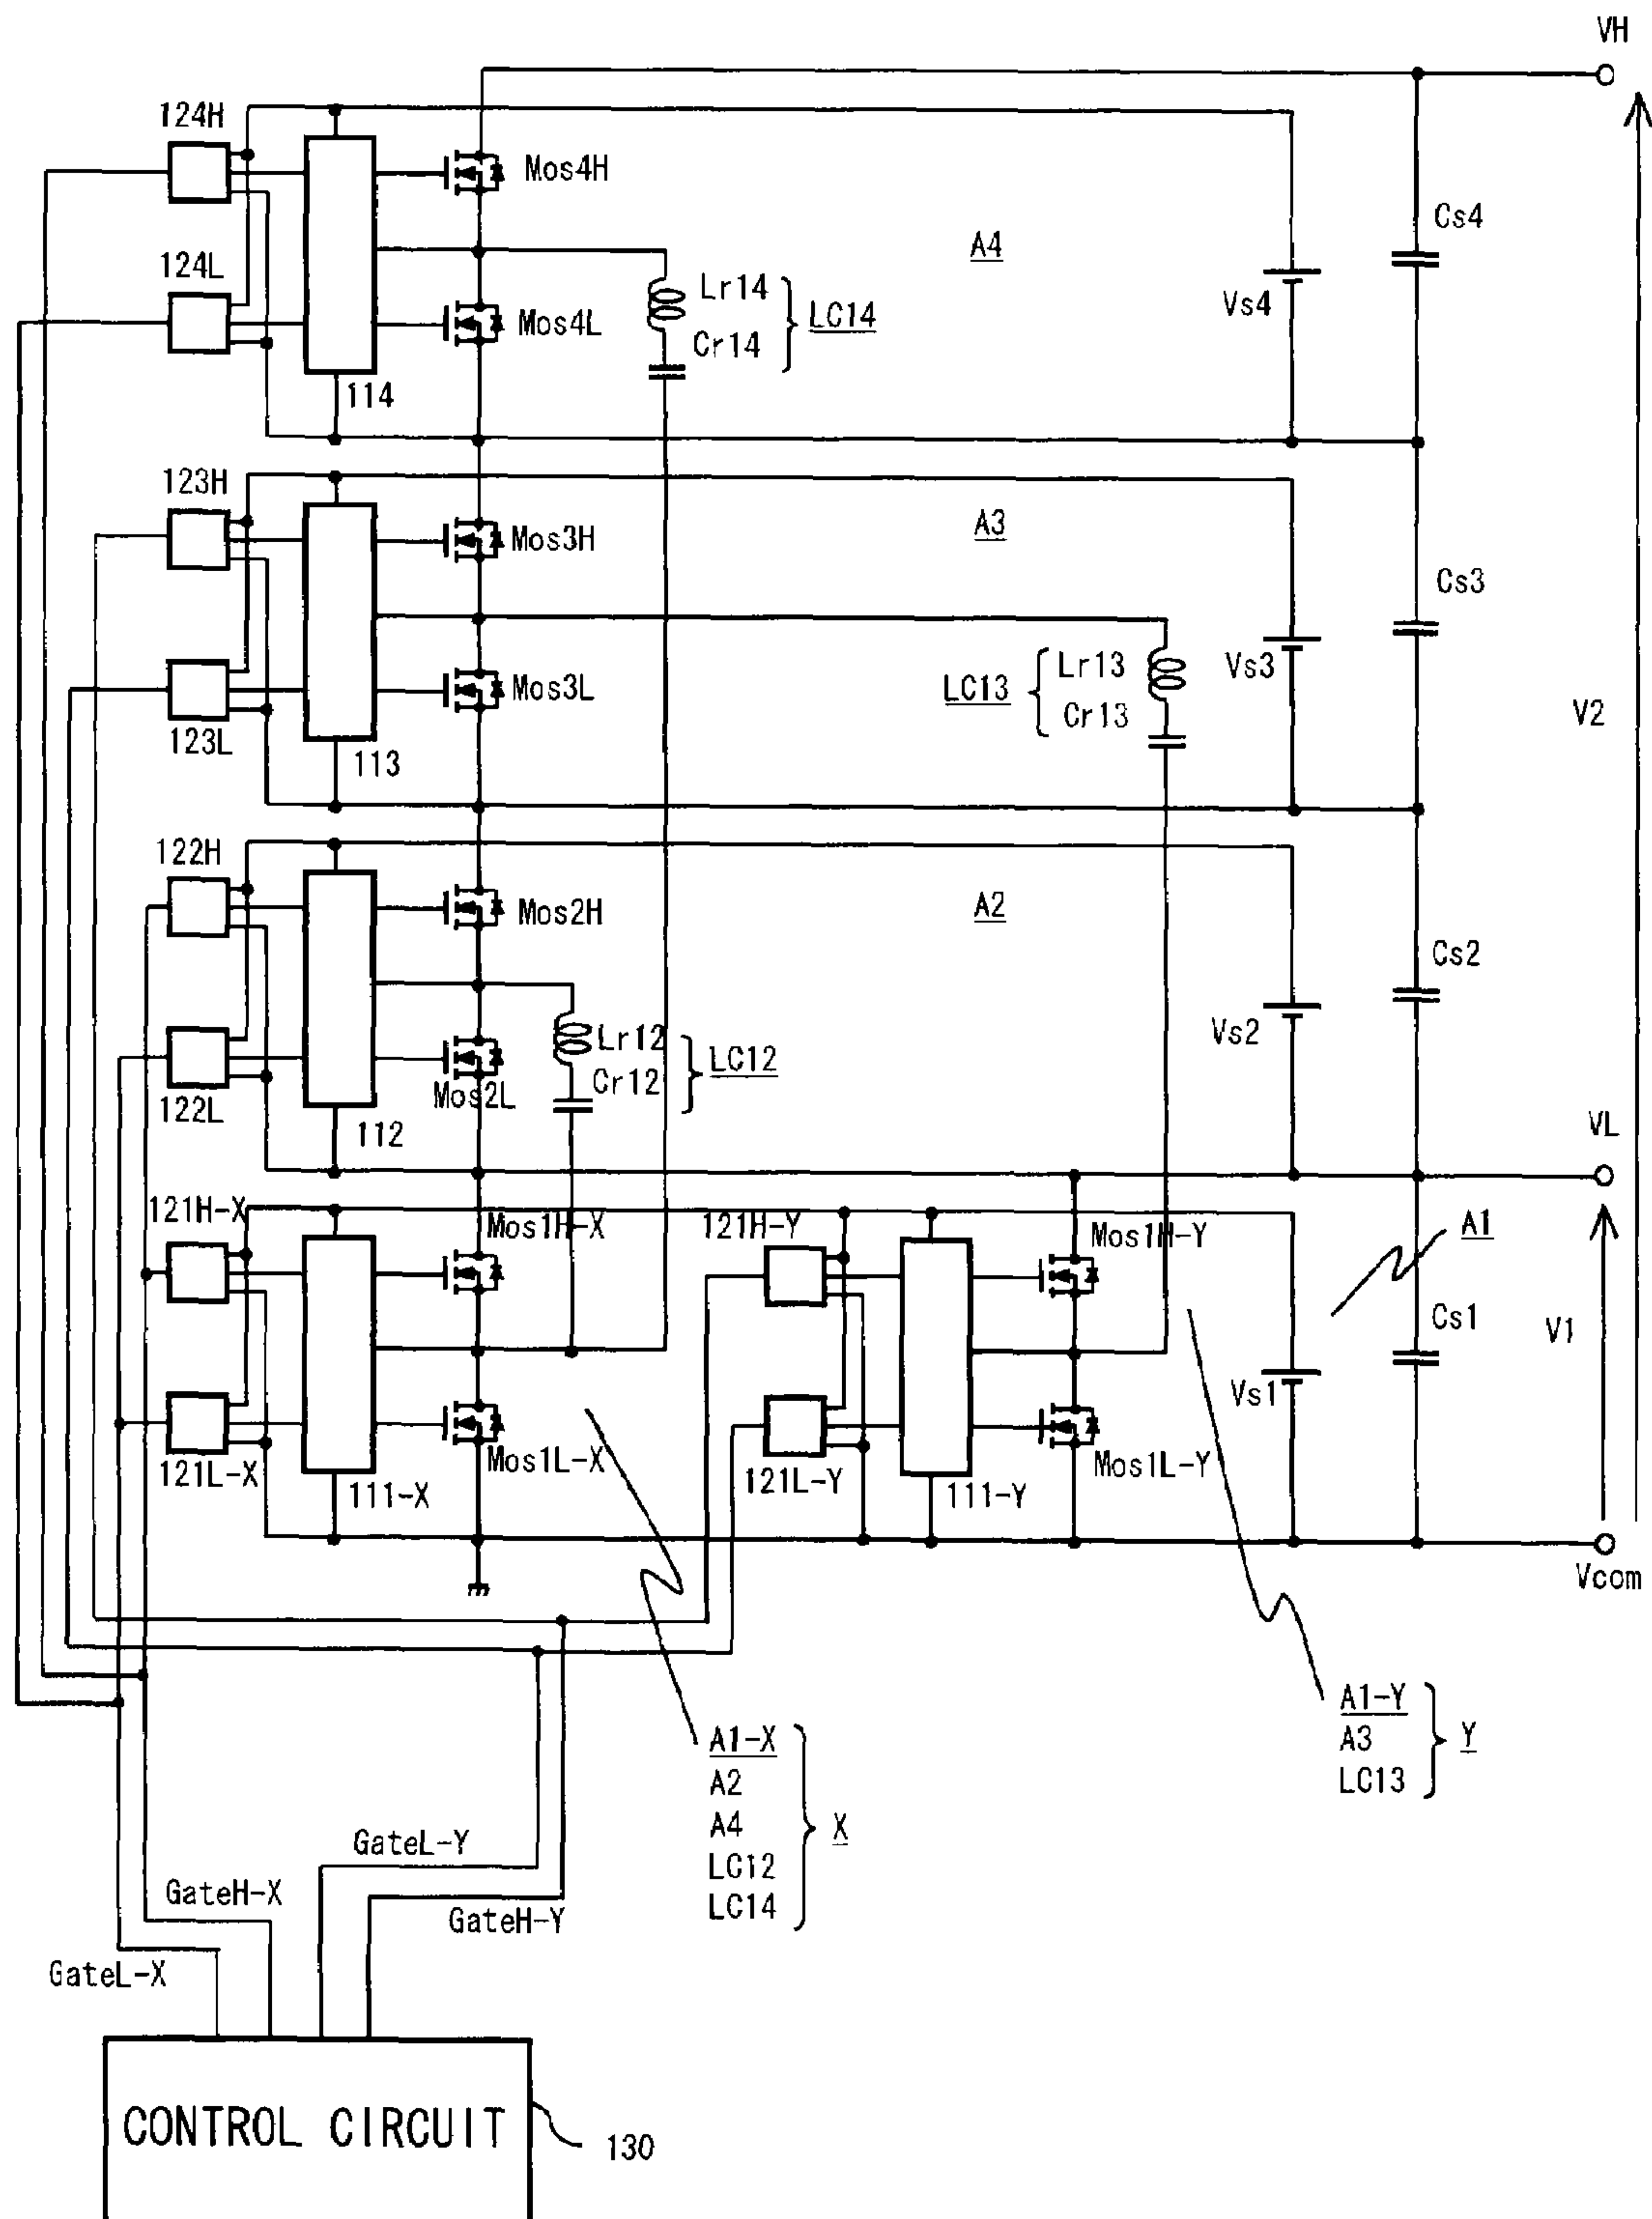 VH
124H
Mos4H
Cs4
A4
124L
Lr14
LC14
Vs4
Mos4L
Cr14
114
123H
A3
Mos3H
Cs3
Lr13
Vs3
LC13
Mos3L
Cr13
V2
123L
113
122H
A2
Mos2H
Cs2
Vs2
Lr12
LC12
Cr12
Mos2L
122L
112
VL
121H-X
Mos1H-X
121H-Y
Mos1H-Y
A1
Cs1
V1
Vs1
Mos1L-X
Mos1L-Y
121L-X
111-X
121L-Y
111-Y
Vcom
A1-Y
A3
Y
LC13
A1-X
A2
A4
X
LC12
LC14
GateL-Y
GateH-X
GateH-Y
GateL-X
CONTROL CIRCUIT
130